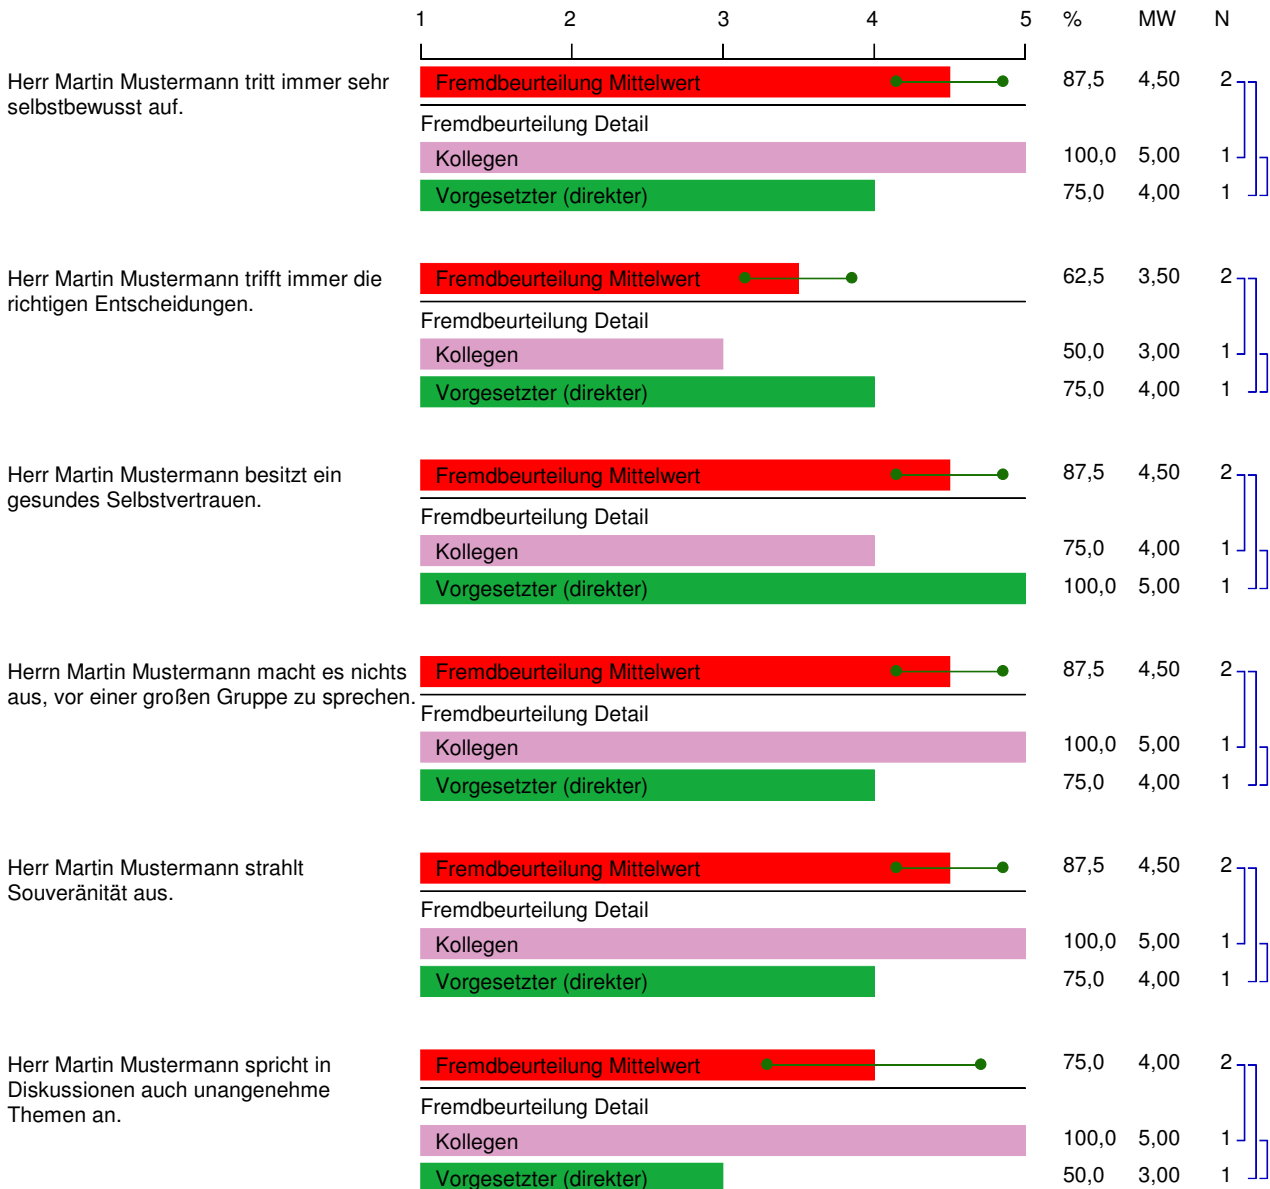 1 2 3 4 5 % MW N
Herr Martin Mustermann tritt immer sehr
selbstbewusst auf.
Fremdbeurteilung Mittelwert 87,5 4,50 2
Fremdbeurteilung Detail
Kollegen 100,0 5,00 1
Vorgesetzter (direkter) 75,0 4,00 1
Herr Martin Mustermann trifft immer die
richtigen Entscheidungen.
Fremdbeurteilung Mittelwert 62,5 3,50 2
Fremdbeurteilung Detail
Kollegen 50,0 3,00 1
Vorgesetzter (direkter) 75,0 4,00 1
Herr Martin Mustermann besitzt ein
gesundes Selbstvertrauen.
Fremdbeurteilung Mittelwert 87,5 4,50 2
Fremdbeurteilung Detail
Kollegen 75,0 4,00 1
Vorgesetzter (direkter) 100,0 5,00 1
Herrn Martin Mustermann macht es nichts
aus, vor einer großen Gruppe zu sprechen.
Fremdbeurteilung Mittelwert 87,5 4,50 2
Fremdbeurteilung Detail
Kollegen 100,0 5,00 1
Vorgesetzter (direkter) 75,0 4,00 1
Herr Martin Mustermann strahlt
Souveränität aus.
Fremdbeurteilung Mittelwert 87,5 4,50 2
Fremdbeurteilung Detail
Kollegen 100,0 5,00 1
Vorgesetzter (direkter) 75,0 4,00 1
Herr Martin Mustermann spricht in
Diskussionen auch unangenehme
Themen an.
Fremdbeurteilung Mittelwert 75,0 4,00 2
Fremdbeurteilung Detail
Kollegen 100,0 5,00 1
Vorgesetzter (direkter) 50,0 3,00 1